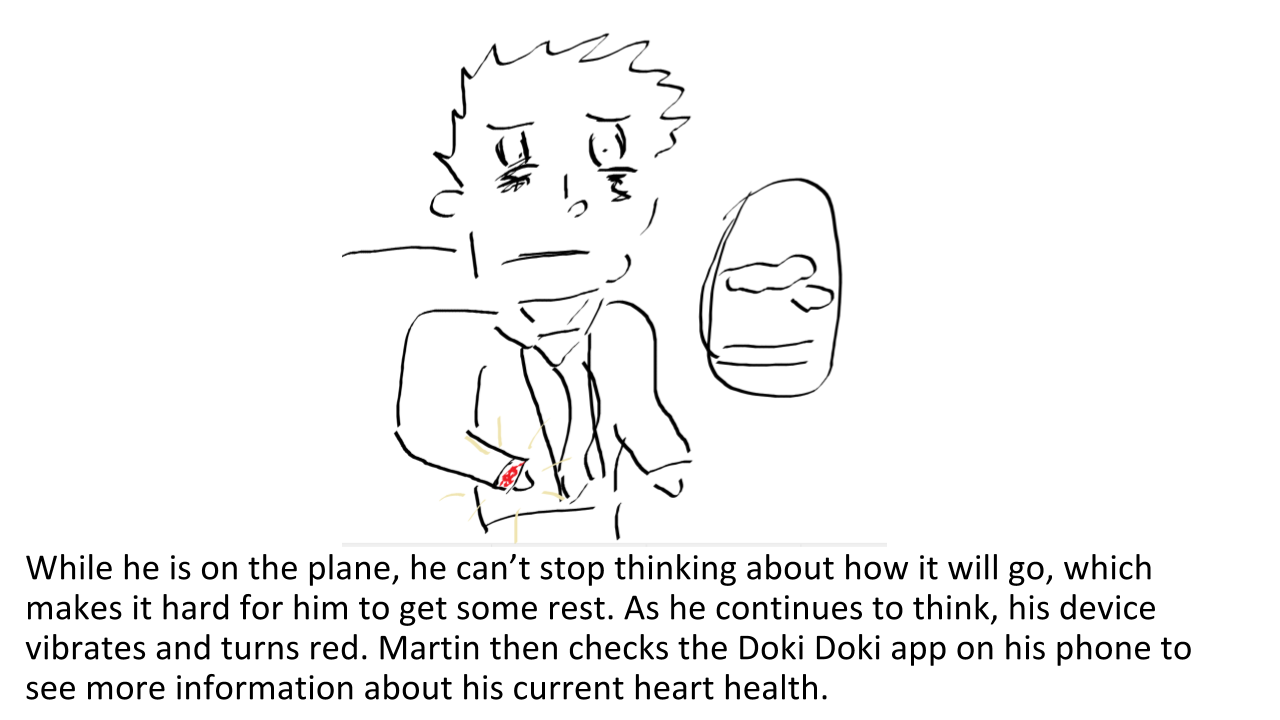 While he is on the plane, he can’t stop thinking about how it will go, which
makes it hard for him to get some rest. As he continues to think, his device
vibrates and turns red. Martin then checks the Doki Doki app on his phone to
see more information about his current heart health.